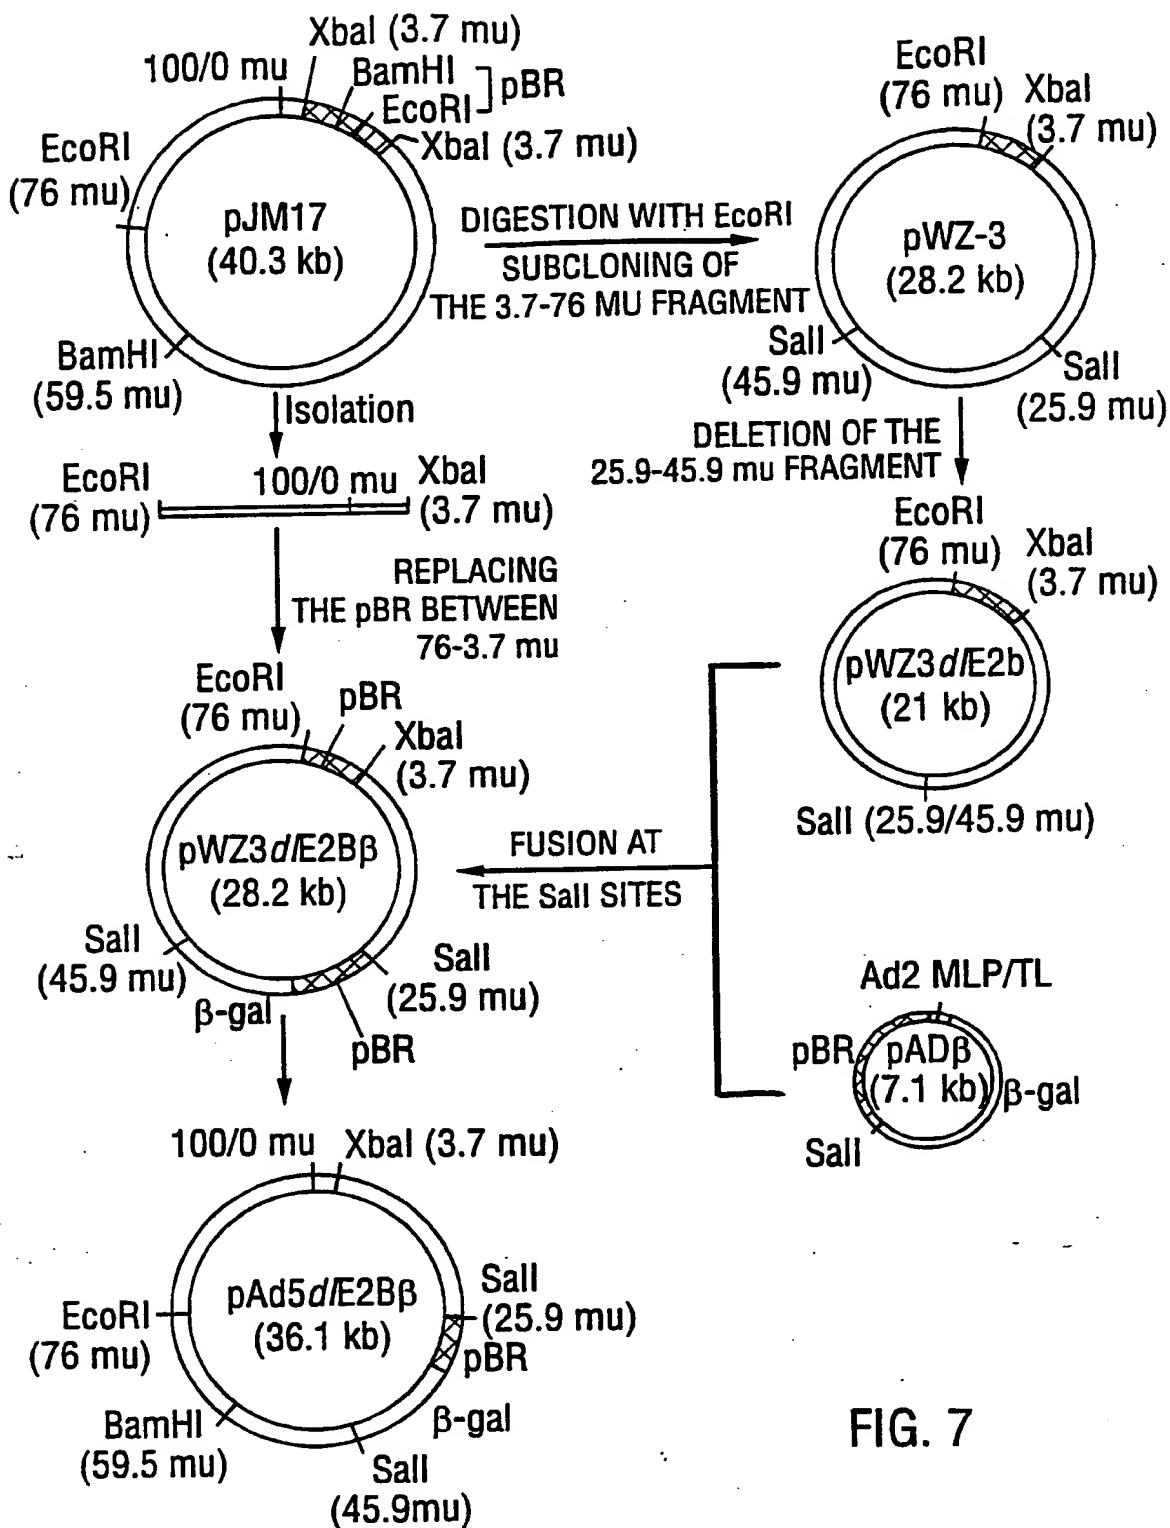 XbaI (3.7 mu)
100/0 mu
BamHI
EcoRI
pBR
XbaI (3.7 mu)
EcoRI
(76 mu)
pJM17
(40.3 kb)
BamHI
(59.5 mu)
DIGESTION WITH EcoRI
SUBCLONING OF
THE 3.7-76 MU FRAGMENT
EcoRI
(76 mu)
XbaI
(3.7 mu)
pWZ-3
(28.2 kb)
SalI
(45.9 mu)
SalI
(25.9 mu)
Isolation
EcoRI
(76 mu)
100/0 mu
XbaI
(3.7 mu)
DELETION OF THE
25.9-45.9 mu FRAGMENT
REPLACING
THE pBR BETWEEN
76-3.7 mu
EcoRI
(76 mu)
XbaI
(3.7 mu)
pWZ3dlE2b
(21 kb)
SalI (25.9/45.9 mu)
EcoRI
(76 mu)
pBR
XbaI
(3.7 mu)
pWZ3dlE2Bβ
(28.2 kb)
SalI
(45.9 mu)
β-gal
pBR
SalI
(25.9 mu)
FUSION AT
THE SalI SITES
Ad2 MLP/TL
pBR
pADβ
(7.1 kb)
β-gal
SalI
100/0 mu
XbaI (3.7 mu)
pAd5dlE2Bβ
(36.1 kb)
EcoRI
(76 mu)
SalI
(25.9 mu)
pBR
β-gal
BamHI
(59.5 mu)
SalI
(45.9mu)
FIG. 7